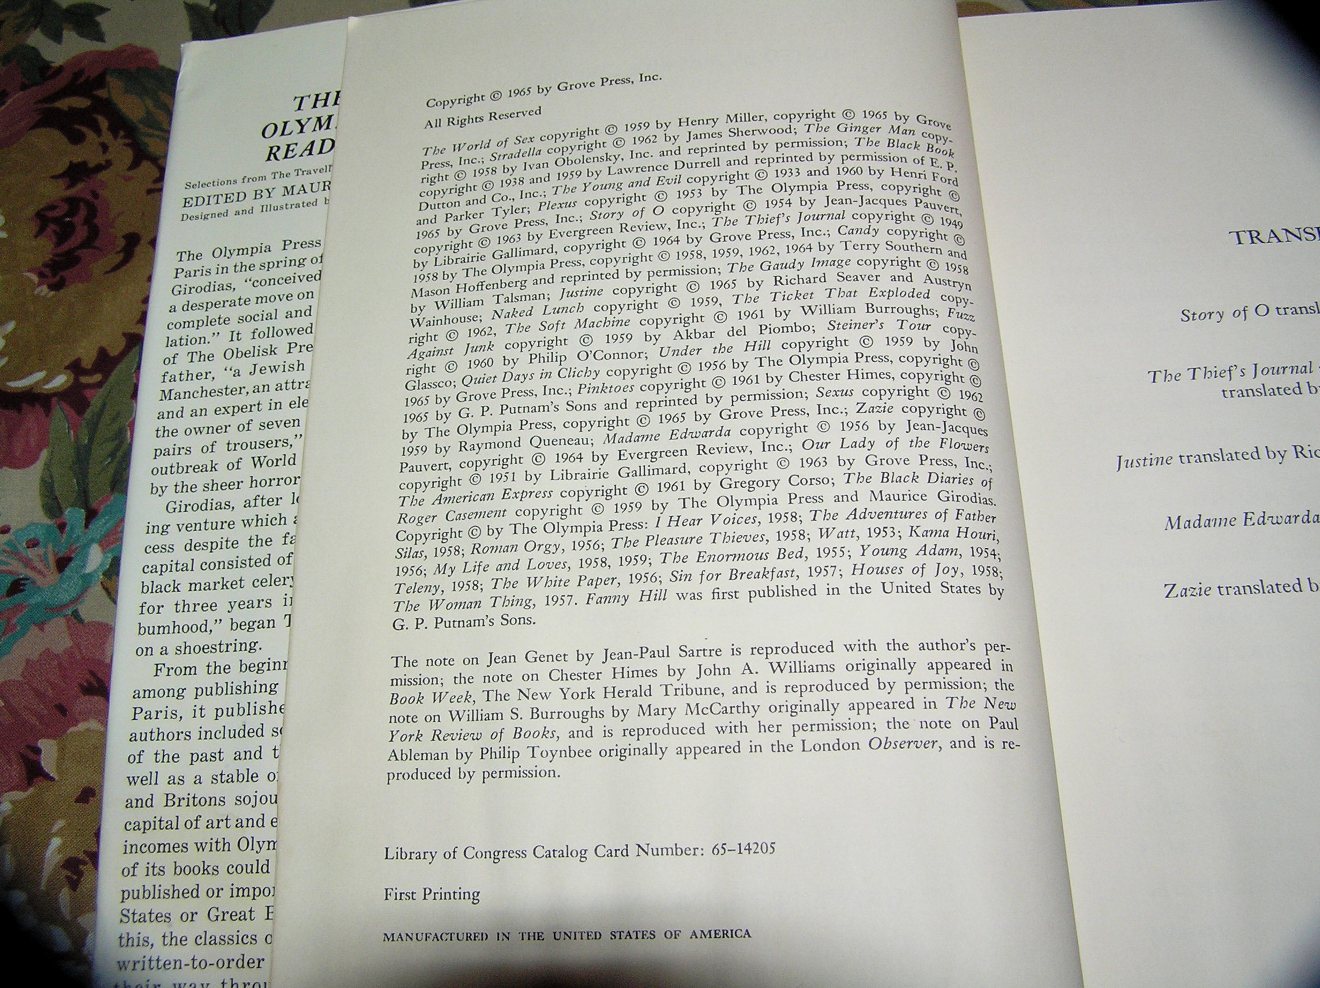 THE
OLYM
READ
Selections from The Travell
EDITED BY MAUR
Designed and Illustrated b
The Olympia Press
Paris in the spring of
Girodias, "conceived
a desperate move on
complete social and
lation." It followed
of The Obelisk Pre
father, "a Jewish
Manchester, an attra
and an expert in ele
the owner of seven
pairs of trousers,"
outbreak of World
by the sheer horror
Girodias, after l
ing venture which a
cess despite the fa
capital consisted of
black market celery
for three years i
bumhood," began T
on a shoestring.
From the beginn
among publishing
Paris, it publishe
authors included s
of the past and t
well as a stable o
and Britons sojou
capital of art and e
incomes with Olym
of its books could
published or impor
States or Great B
this, the classics o
written-to-order
their way throu
Copyright © 1965 by Grove Press, Inc.
All Rights Reserved
The World of Sex copyright © 1959 by Henry Miller, copyright © 1965 by Grove
Press, Inc.; Stradella copyright © 1962 by James Sherwood; The Ginger Man copy-
right © 1958 by Ivan Obolensky, Inc. and reprinted by permission; The Black Book
copyright © 1938 and 1959 by Lawrence Durrell and reprinted by permission of E. P.
Dutton and Co., Inc.; The Young and Evil copyright © 1933 and 1960 by Henri Ford
and Parker Tyler; Plexus copyright © 1953 by The Olympia Press, copyright ©
1965 by Grove Press, Inc.; Story of O copyright © 1954 by Jean-Jacques Pauvert,
copyright © 1963 by Evergreen Review, Inc.; The Thief's Journal copyright © 1949
by Librairie Gallimard, copyright © 1964 by Grove Press, Inc.; Candy copyright ©
1958 by The Olympia Press, copyright © 1958, 1959, 1962, 1964 by Terry Southern and
Mason Hoffenberg and reprinted by permission; The Gaudy Image copyright © 1958
by William Talsman; Justine copyright © 1965 by Richard Seaver and Austryn
Wainhouse; Naked Lunch copyright © 1959, The Ticket That Exploded copy-
right © 1962, The Soft Machine copyright © 1961 by William Burroughs; Fuzz
Against Junk copyright © 1959 by Akbar del Piombo; Steiner's Tour copy-
right © 1960 by Philip O'Connor; Under the Hill copyright © 1959 by John
Glassco; Quiet Days in Clichy copyright © 1956 by The Olympia Press, copyright ©
1965 by Grove Press, Inc.; Pinktoes copyright © 1961 by Chester Himes, copyright ©
1965 by G. P. Putnam's Sons and reprinted by permission; Sexus copyright © 1962
by The Olympia Press, copyright © 1965 by Grove Press, Inc.; Zazie copyright ©
1959 by Raymond Queneau; Madame Edwarda copyright © 1956 by Jean-Jacques
Pauvert, copyright © 1964 by Evergreen Review, Inc.; Our Lady of the Flowers
copyright © 1951 by Librairie Gallimard, copyright © 1963 by Grove Press, Inc.;
The American Express copyright © 1961 by Gregory Corso; The Black Diaries of
Roger Casement copyright © 1959 by The Olympia Press and Maurice Girodias.
Copyright © by The Olympia Press: I Hear Voices, 1958; The Adventures of Father
Silas, 1958; Roman Orgy, 1956; The Pleasure Thieves, 1958; Watt, 1953; Kama Houri,
1956; My Life and Loves, 1958, 1959; The Enormous Bed, 1955; Young Adam, 1954;
Teleny, 1958; The White Paper, 1956; Sin for Breakfast, 1957; Houses of Joy, 1958;
The Woman Thing, 1957. Fanny Hill was first published in the United States by
G. P. Putnam's Sons.
The note on Jean Genet by Jean-Paul Sartre is reproduced with the author's per-
mission; the note on Chester Himes by John A. Williams originally appeared in
Book Week, The New York Herald Tribune, and is reproduced by permission; the
note on William S. Burroughs by Mary McCarthy originally appeared in The New
York Review of Books, and is reproduced with her permission; the note on Paul
Ableman by Philip Toynbee originally appeared in the London Observer, and is re-
produced by permission.
Library of Congress Catalog Card Number: 65–14205
First Printing
MANUFACTURED IN THE UNITED STATES OF AMERICA
TRANS
Story of O transl
The Thief's Journal
translated b
Justine translated by Ric
Madame Edwarda
Zazie translated b